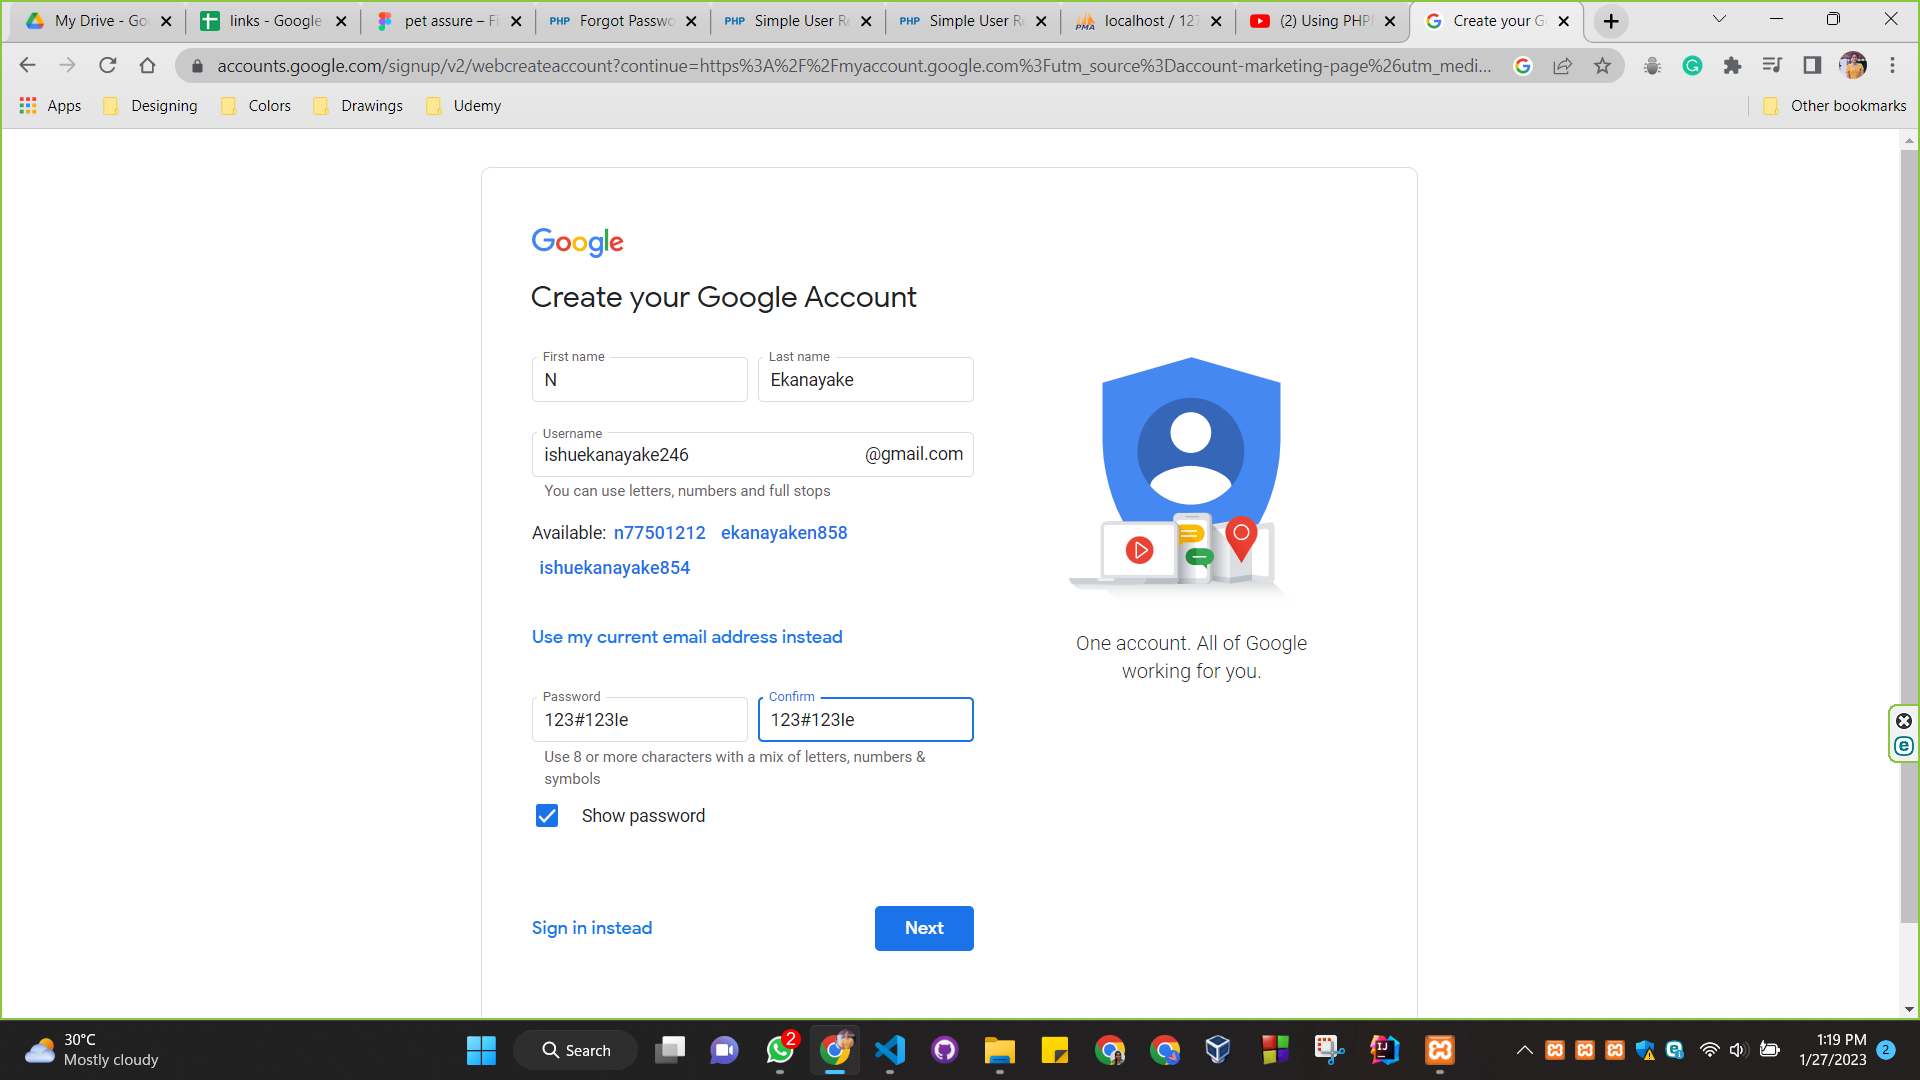 My Drive - Go
links - Google
pet assure – Fi
PHP Forgot Passwo
PHP Simple User Re
PHP Simple User Re
PMA localhost / 127
(2) Using PHP
Create your G
accounts.google.com/signup/v2/webcreateaccount?continue=https%3A%2F%2Fmyaccount.google.com%3Futm_source%3Daccount-marketing-page%26utm_medi...
Apps
Designing
Colors
Drawings
Udemy
Other bookmarks
Google
Create your Google Account
First name
Last name
N
Ekanayake
Username
ishuekanayake246
@gmail.com
You can use letters, numbers and full stops
Available: n77501212 ekanayaken858
ishuekanayake854
Use my current email address instead
Password
Confirm
123#123Ie
123#123Ie
Use 8 or more characters with a mix of letters, numbers &
symbols
Show password
Sign in instead
Next
One account. All of Google
working for you.
30°C
Mostly cloudy
Search
2
1:19 PM
1/27/2023
2